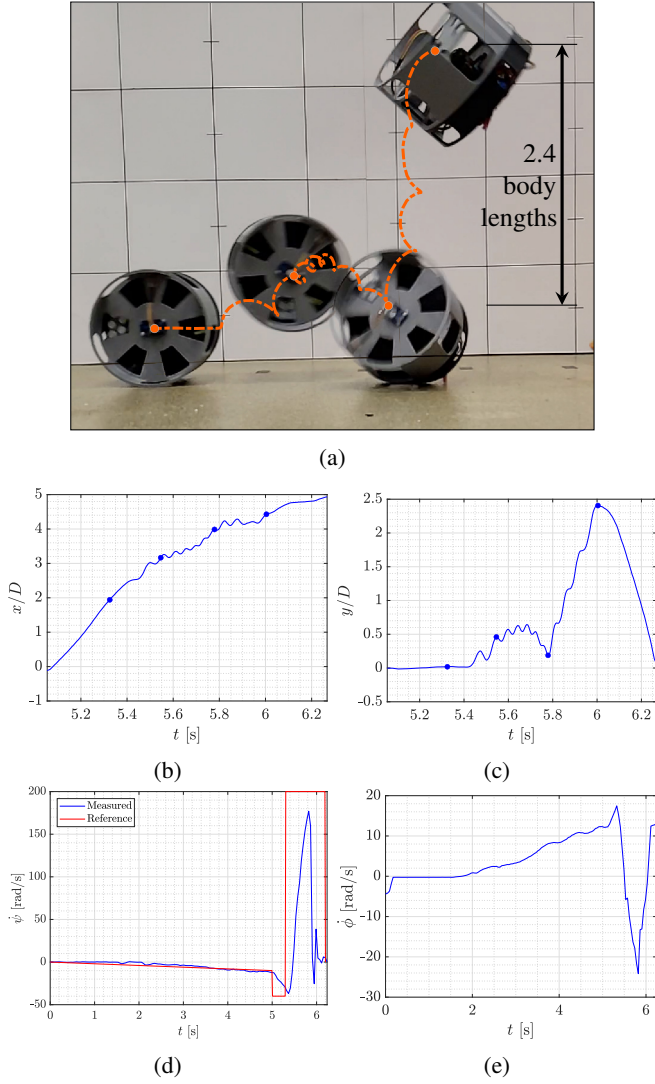 2.4
body
lengths
(a)
5
4
3
2
1
0
-1
x/D
5.2 5.4 5.6 5.8 6 6.2
t [s]
(b)
2.5
2
1.5
1
0.5
0
-0.5
y/D
5.2 5.4 5.6 5.8 6 6.2
t [s]
(c)
200
150
100
50
0
-50
ψ̇ [rad/s]
Measured
Reference
0 1 2 3 4 5 6
t [s]
(d)
20
10
0
-10
-20
-30
ϕ̇ [rad/s]
0 2 4 6
t [s]
(e)